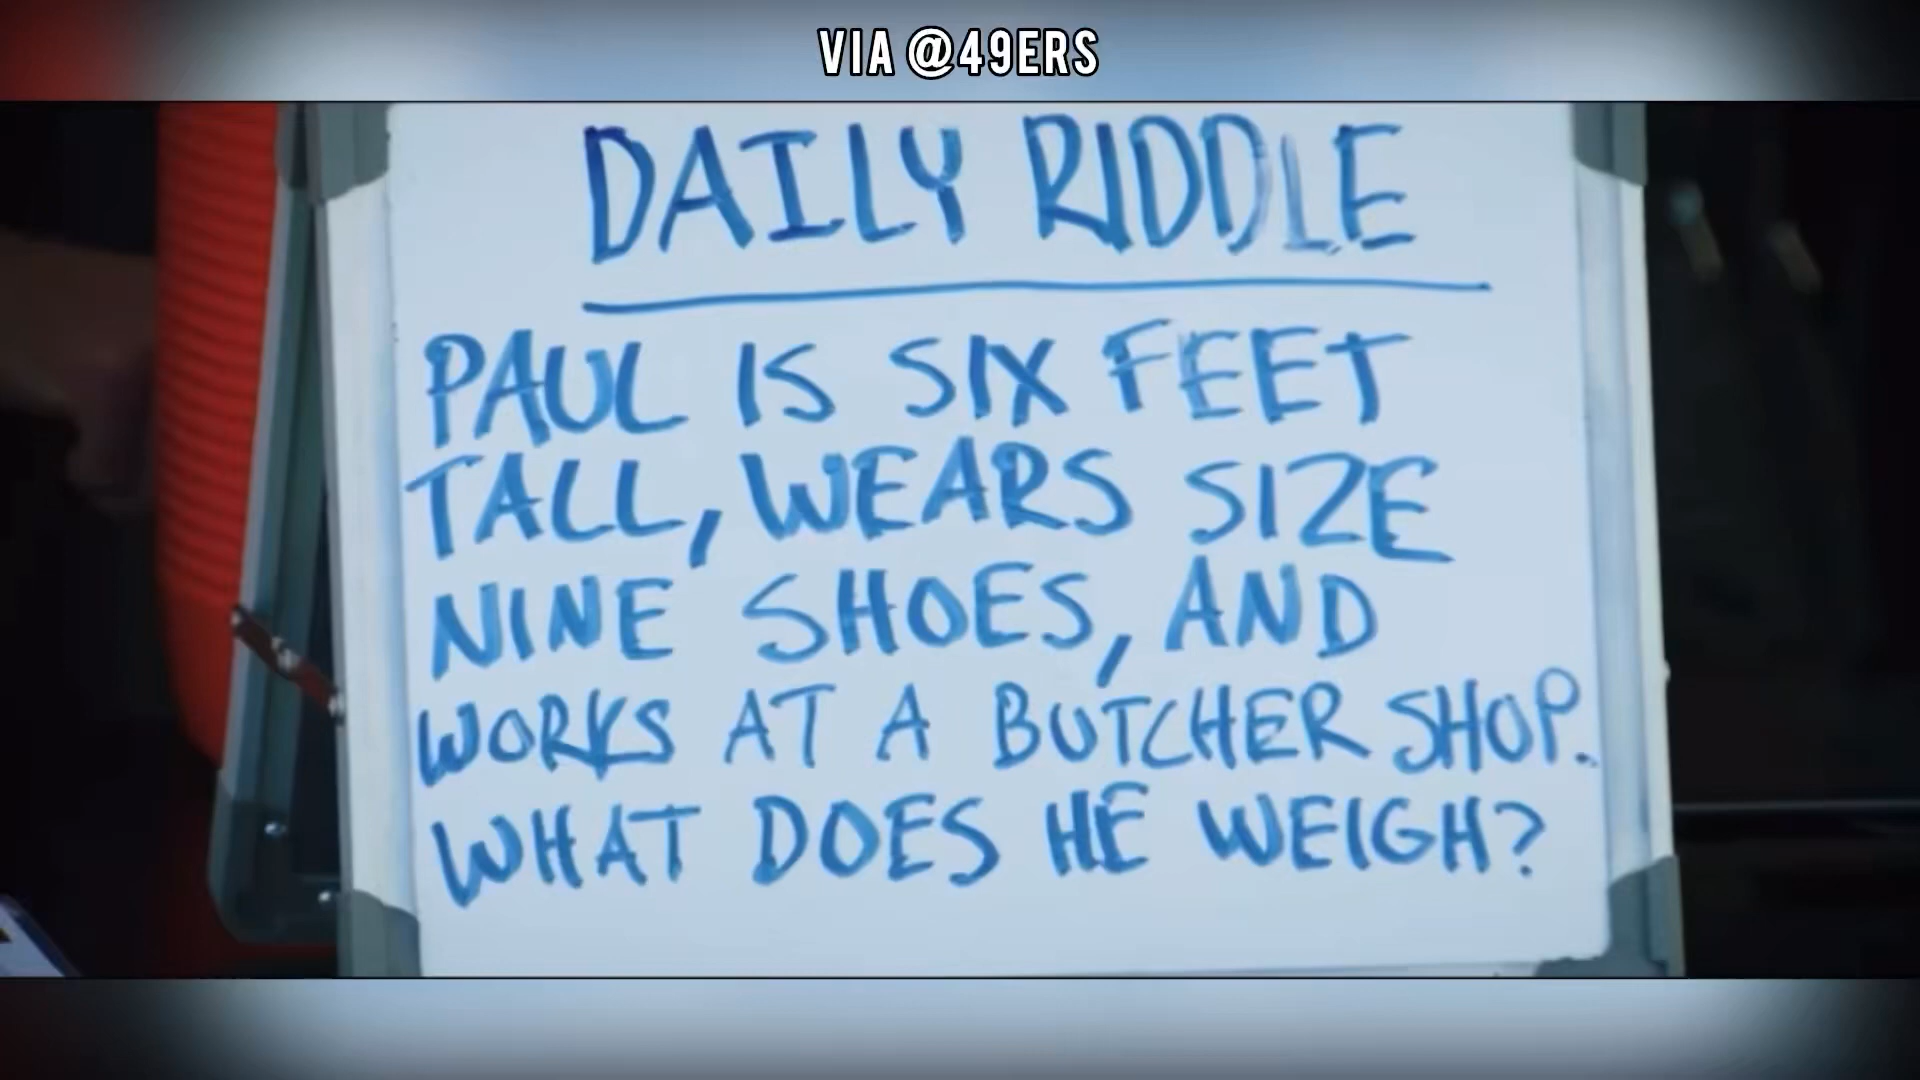 VIA @49ERS
DAILY RIDDLE
PAUL IS SIX FEET
TALL, WEARS SIZE
NINE SHOES, AND
WORKS AT A BUTCHER SHOP.
WHAT DOES HE WEIGH?